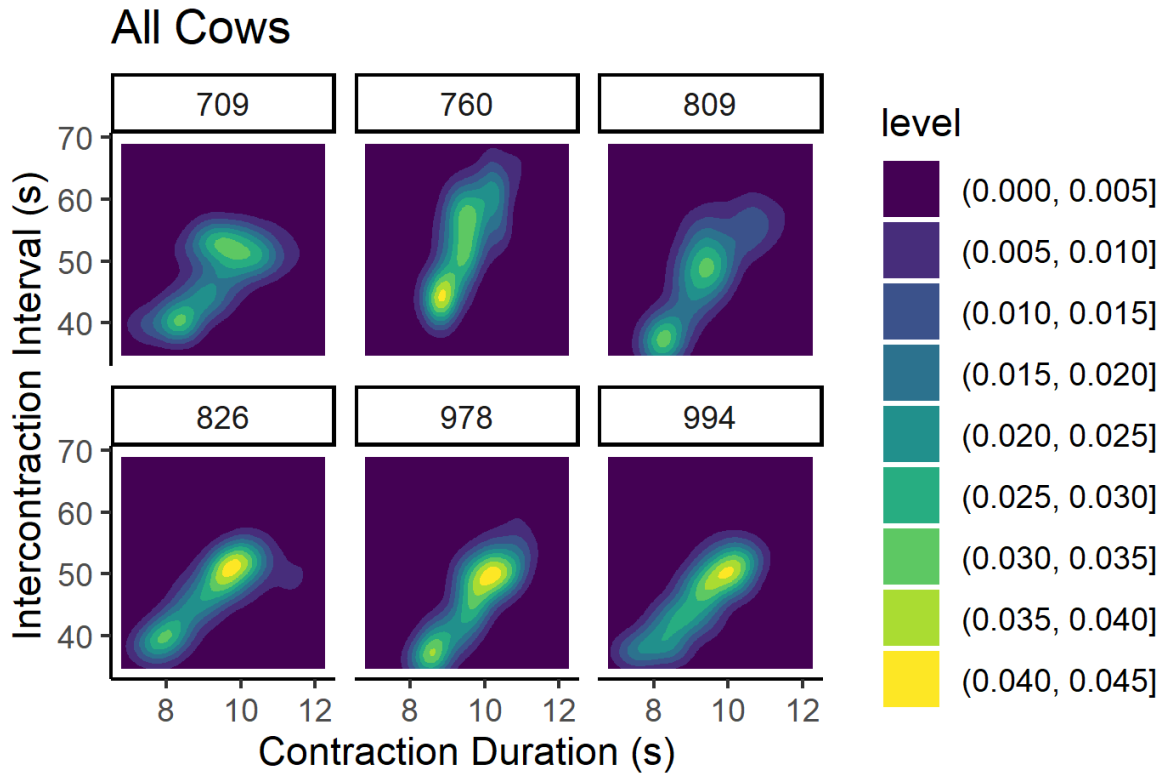 All Cows
709 760 809
70
60
50
40
826 978 994
70
60
50
40
8 10 12 8 10 12 8 10 12
Contraction Duration (s)
Intercontraction Interval (s)
level
(0.000, 0.005]
(0.005, 0.010]
(0.010, 0.015]
(0.015, 0.020]
(0.020, 0.025]
(0.025, 0.030]
(0.030, 0.035]
(0.035, 0.040]
(0.040, 0.045]